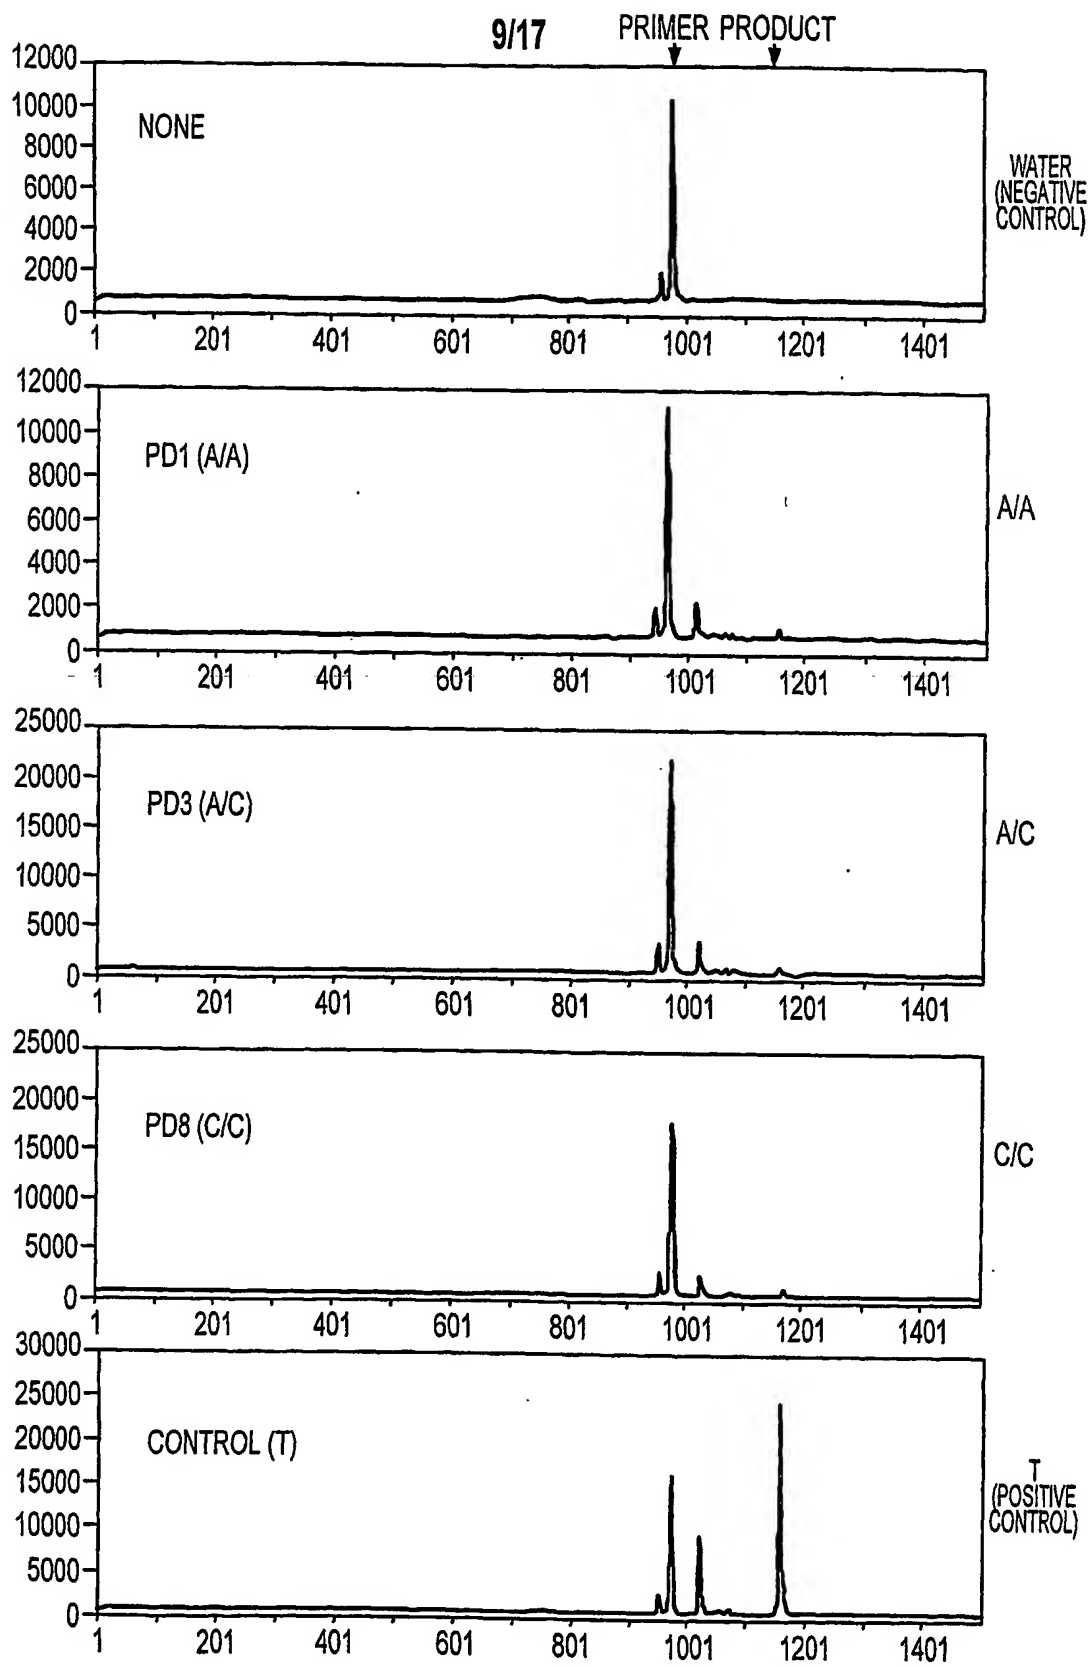 9/17
PRIMER PRODUCT
12000
10000
8000
6000
4000
2000
0
NONE
WATER
(NEGATIVE
CONTROL)
1 201 401 601 801 1001 1201 1401
12000
10000
8000
6000
4000
2000
0
PD1 (A/A)
A/A
1 201 401 601 801 1001 1201 1401
25000
20000
15000
10000
5000
0
PD3 (A/C)
A/C
1 201 401 601 801 1001 1201 1401
25000
20000
15000
10000
5000
0
PD8 (C/C)
C/C
1 201 401 601 801 1001 1201 1401
30000
25000
20000
15000
10000
5000
0
CONTROL (T)
T
(POSITIVE
CONTROL)
1 201 401 601 801 1001 1201 1401